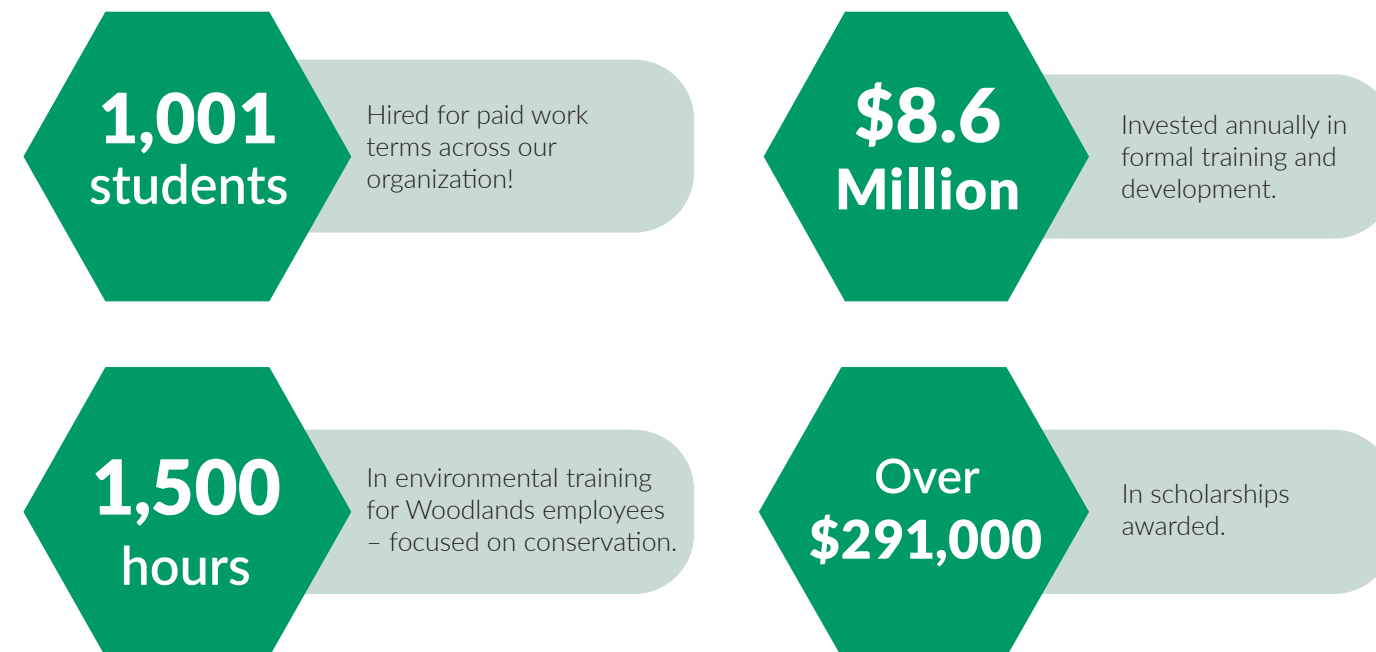 1,001
students
Hired for paid work
terms across our
organization!
$8.6
Million
Invested annually in
formal training and
development.
1,500
hours
In environmental training
for Woodlands employees
– focused on conservation.
Over
$291,000
In scholarships
awarded.